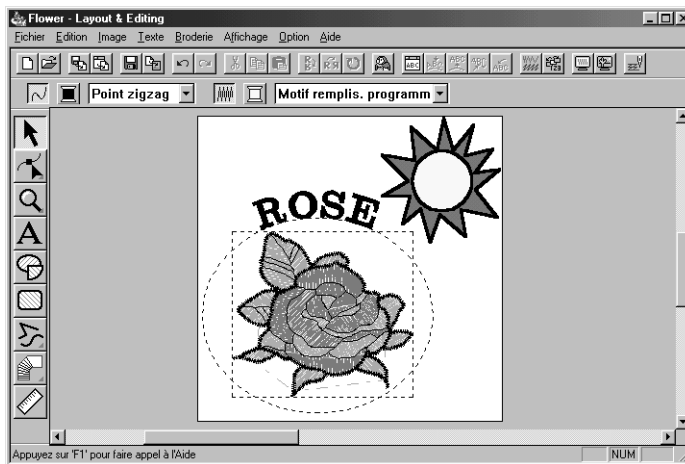 Flower - Layout & Editing
Fichier Edition Image Texte Broderie Affichage Option Aide
Point zigzag Motif remplis. programm
A
ROSE
Appuyez sur 'F1' pour faire appel à l'Aide NUM